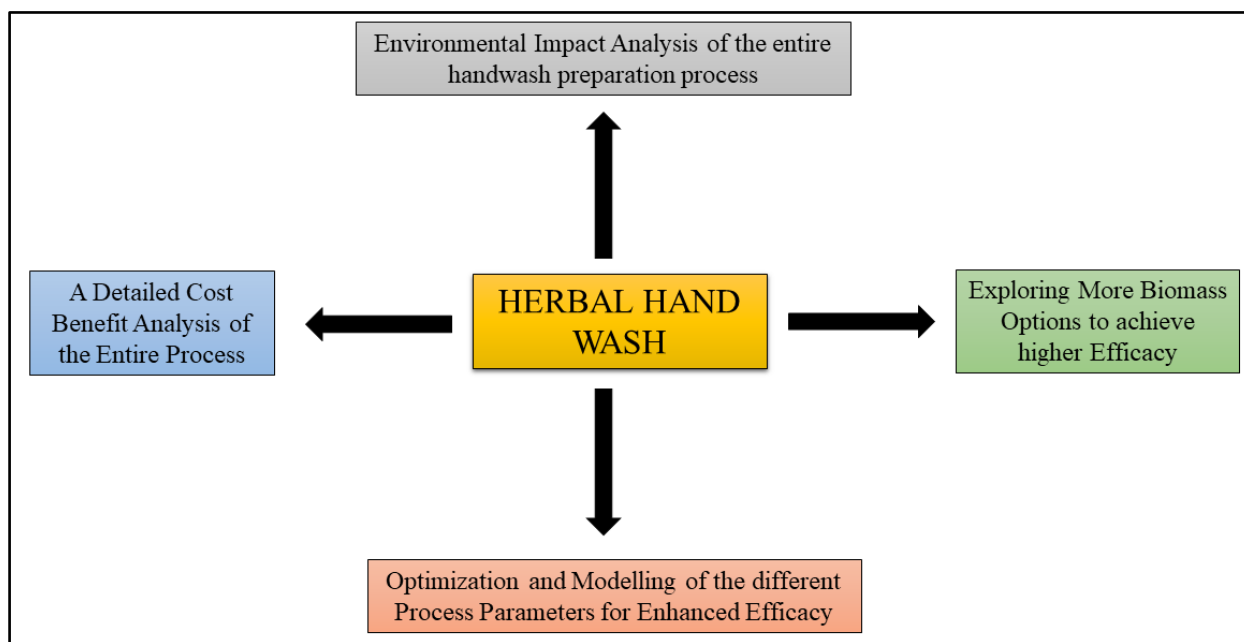 Environmental Impact Analysis of the entire
handwash preparation process
A Detailed Cost
Benefit Analysis of
the Entire Process
HERBAL HAND
WASH
Exploring More Biomass
Options to achieve
higher Efficacy
Optimization and Modelling of the different
Process Parameters for Enhanced Efficacy